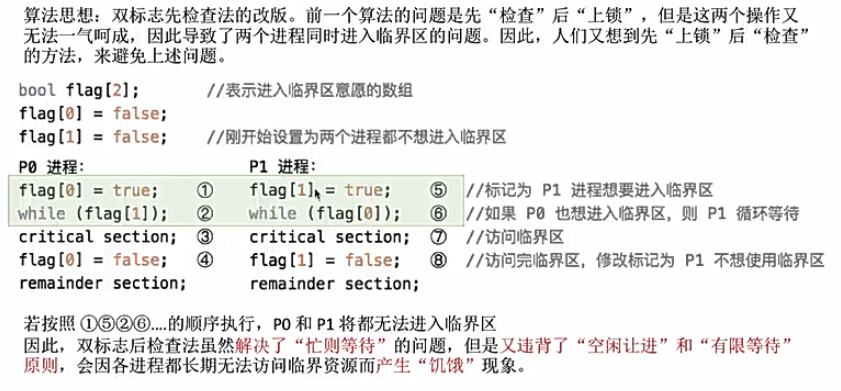 算法思想：双标志先检查法的改版。前一个算法的问题是先“检查”后“上锁”，但是这两个操作又
无法一气呵成，因此导致了两个进程同时进入临界区的问题。因此，人们又想到先“上锁”后“检查”
的方法，来避免上述问题。
bool flag[2]; //表示进入临界区意愿的数组
flag[0] = false;
flag[1] = false; //刚开始设置为两个进程都不想进入临界区
P0 进程： P1 进程：
flag[0] = true; ① flag[1] = true; ⑤ //标记为 P1 进程想要进入临界区
while (flag[1]); ② while (flag[0]); ⑥ //如果 P0 也想进入临界区，则 P1 循环等待
critical section; ③ critical section; ⑦ //访问临界区
flag[0] = false; ④ flag[1] = false; ⑧ //访问完临界区，修改标记为 P1 不想使用临界区
remainder section; remainder section;
若按照 ①⑤②⑥....的顺序执行，P0 和 P1 将都无法进入临界区
因此，双标志后检查法虽然解决了“忙则等待”的问题，但是又违背了“空闲让进”和“有限等待”
原则，会因各进程都长期无法访问临界资源而产生“饥饿”现象。